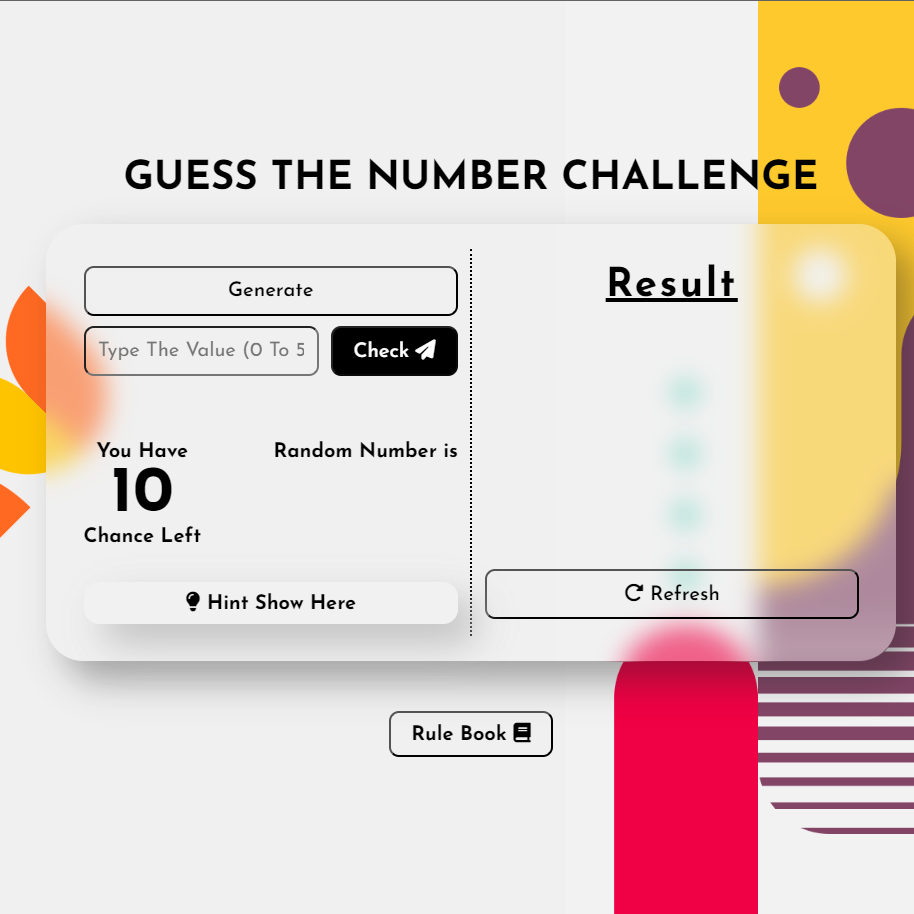 GUESS THE NUMBER CHALLENGE
Generate
Type The Value (0 To 5
Check
You Have
10
Chance Left
Random Number is
Hint Show Here
Result
Refresh
Rule Book